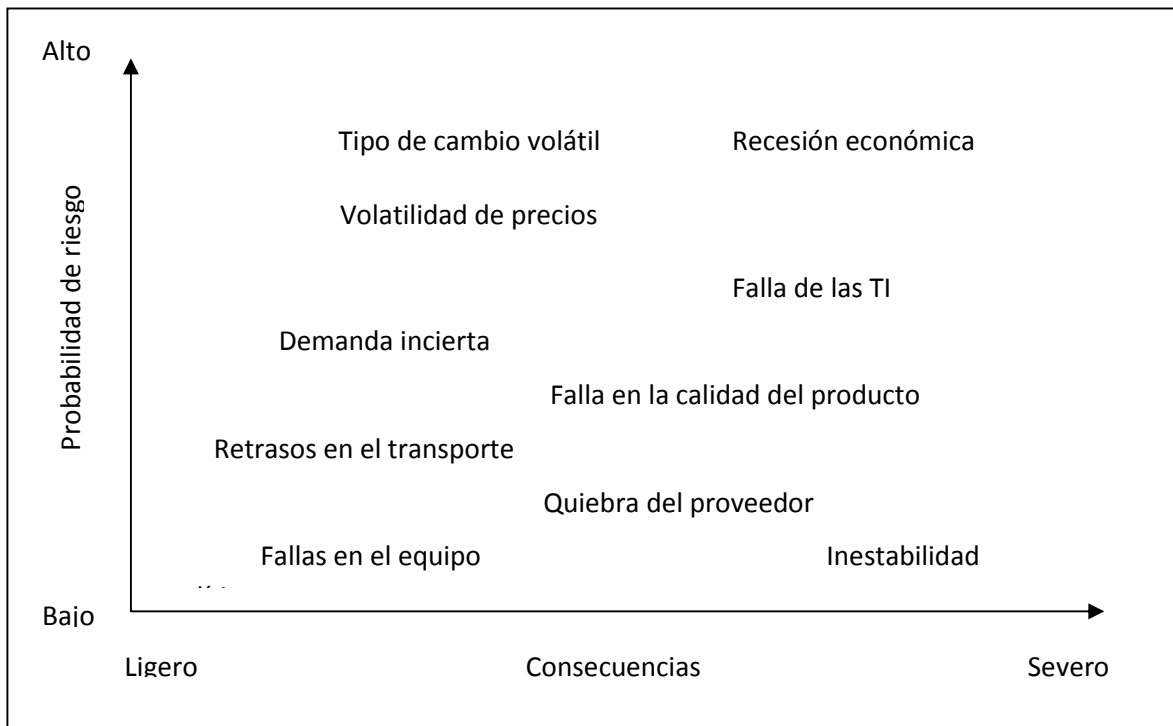 Alto
Tipo de cambio volátil Recesión económica
Volatilidad de precios
Falla de las TI
Demanda incierta
Falla en la calidad del producto
Retrasos en el transporte
Quiebra del proveedor
Fallas en el equipo Inestabilidad
Probabilidad de riesgo
Bajo
Ligero Consecuencias Severo